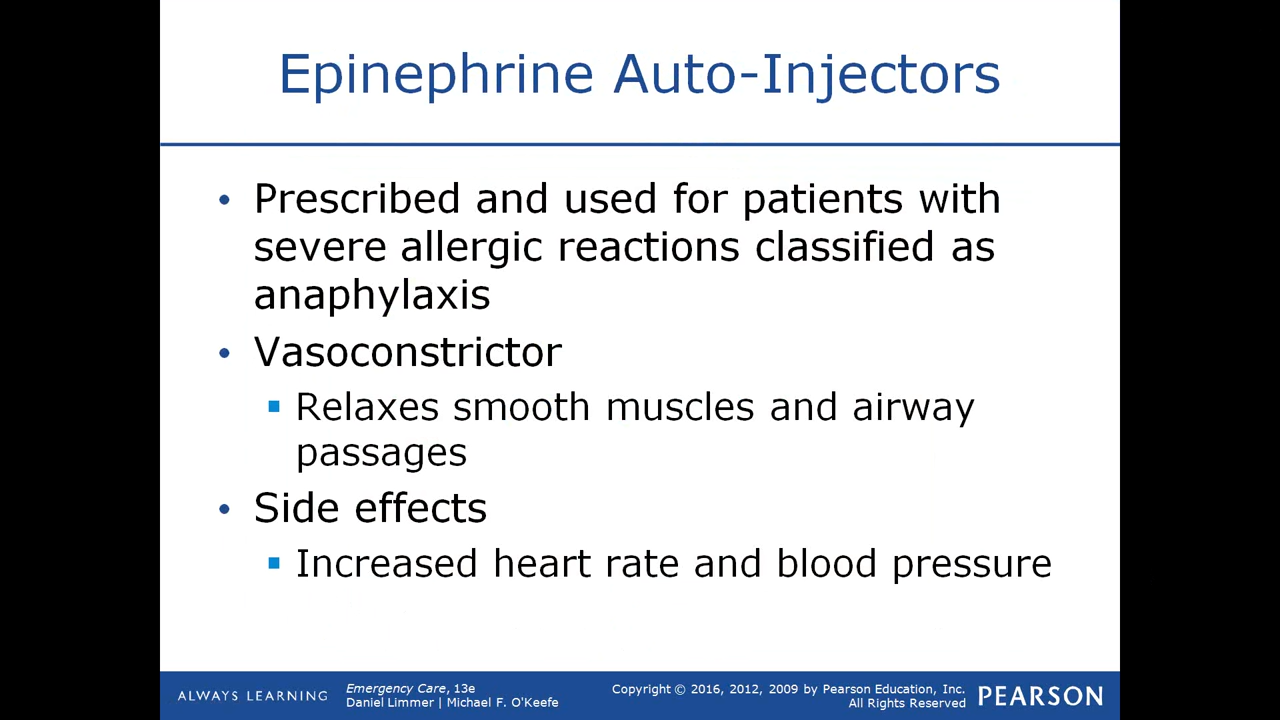 Epinephrine Auto-Injectors
• Prescribed and used for patients with
severe allergic reactions classified as
anaphylaxis
• Vasoconstrictor
▪ Relaxes smooth muscles and airway
passages
• Side effects
▪ Increased heart rate and blood pressure
ALWAYS LEARNING
Emergency Care, 13e
Daniel Limmer | Michael F. O'Keefe
Copyright © 2016, 2012, 2009 by Pearson Education, Inc.
All Rights Reserved
PEARSON